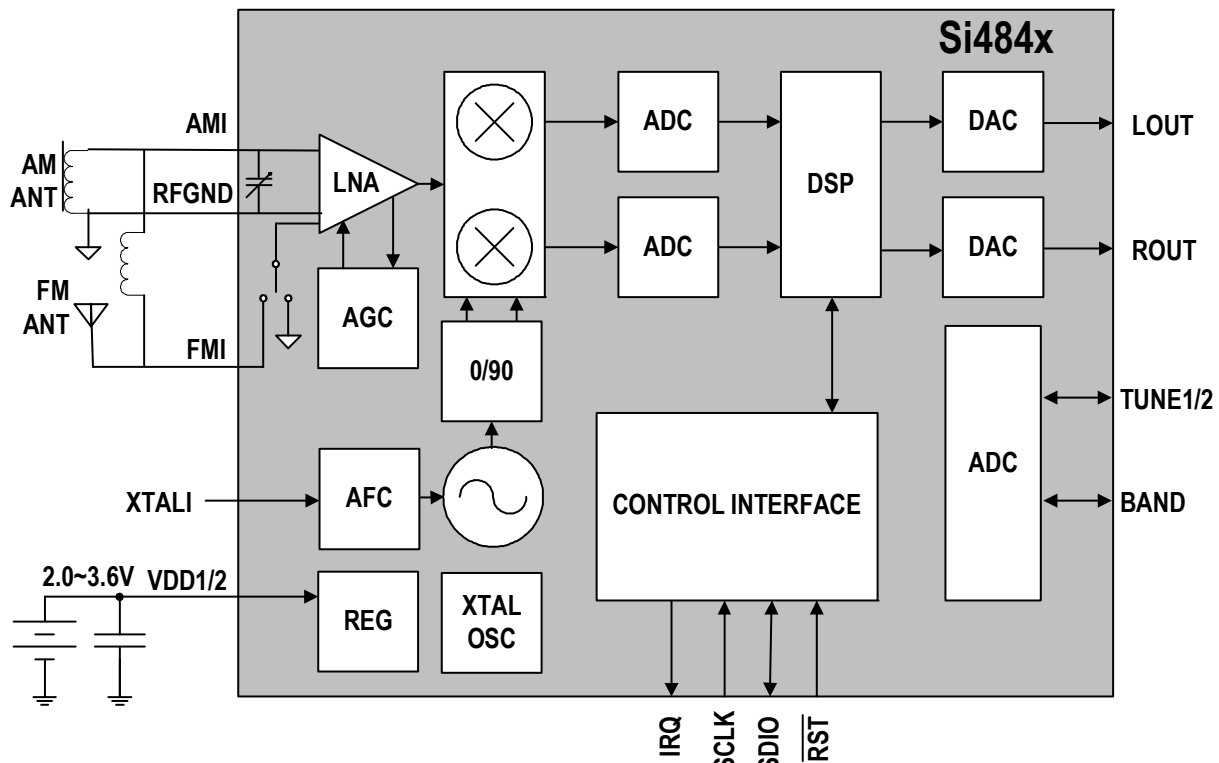 Si484x
AMI
AM
ANT
RFGND
LNA
ADC
DSP
DAC
LOUT
ADC
DAC
ROUT
FM
ANT
AGC
FMI
0/90
TUNE1/2
ADC
XTALI
AFC
CONTROL INTERFACE
BAND
2.0~3.6V
VDD1/2
REG
XTAL
OSC
IRQ
SCLK
SDIO
RST